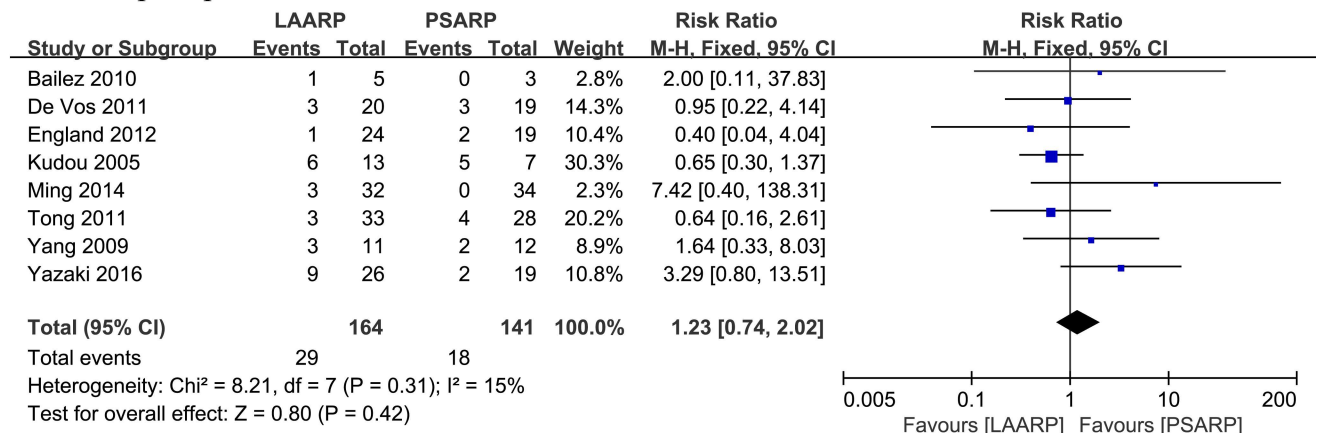 LAARP PSARP Risk Ratio Risk Ratio
Study or Subgroup Events Total Events Total Weight M-H, Fixed, 95% CI M-H, Fixed, 95% CI
Bailez 2010 1 5 0 3 2.8% 2.00 [0.11, 37.83]
De Vos 2011 3 20 3 19 14.3% 0.95 [0.22, 4.14]
England 2012 1 24 2 19 10.4% 0.40 [0.04, 4.04]
Kudou 2005 6 13 5 7 30.3% 0.65 [0.30, 1.37]
Ming 2014 3 32 0 34 2.3% 7.42 [0.40, 138.31]
Tong 2011 3 33 4 28 20.2% 0.64 [0.16, 2.61]
Yang 2009 3 11 2 12 8.9% 1.64 [0.33, 8.03]
Yazaki 2016 9 26 2 19 10.8% 3.29 [0.80, 13.51]
Total (95% CI) 164 141 100.0% 1.23 [0.74, 2.02]
Total events 29 18
Heterogeneity: Chi² = 8.21, df = 7 (P = 0.31); I² = 15%
Test for overall effect: Z = 0.80 (P = 0.42)
0.005 0.1 1 10 200
Favours [LAARP] Favours [PSARP]